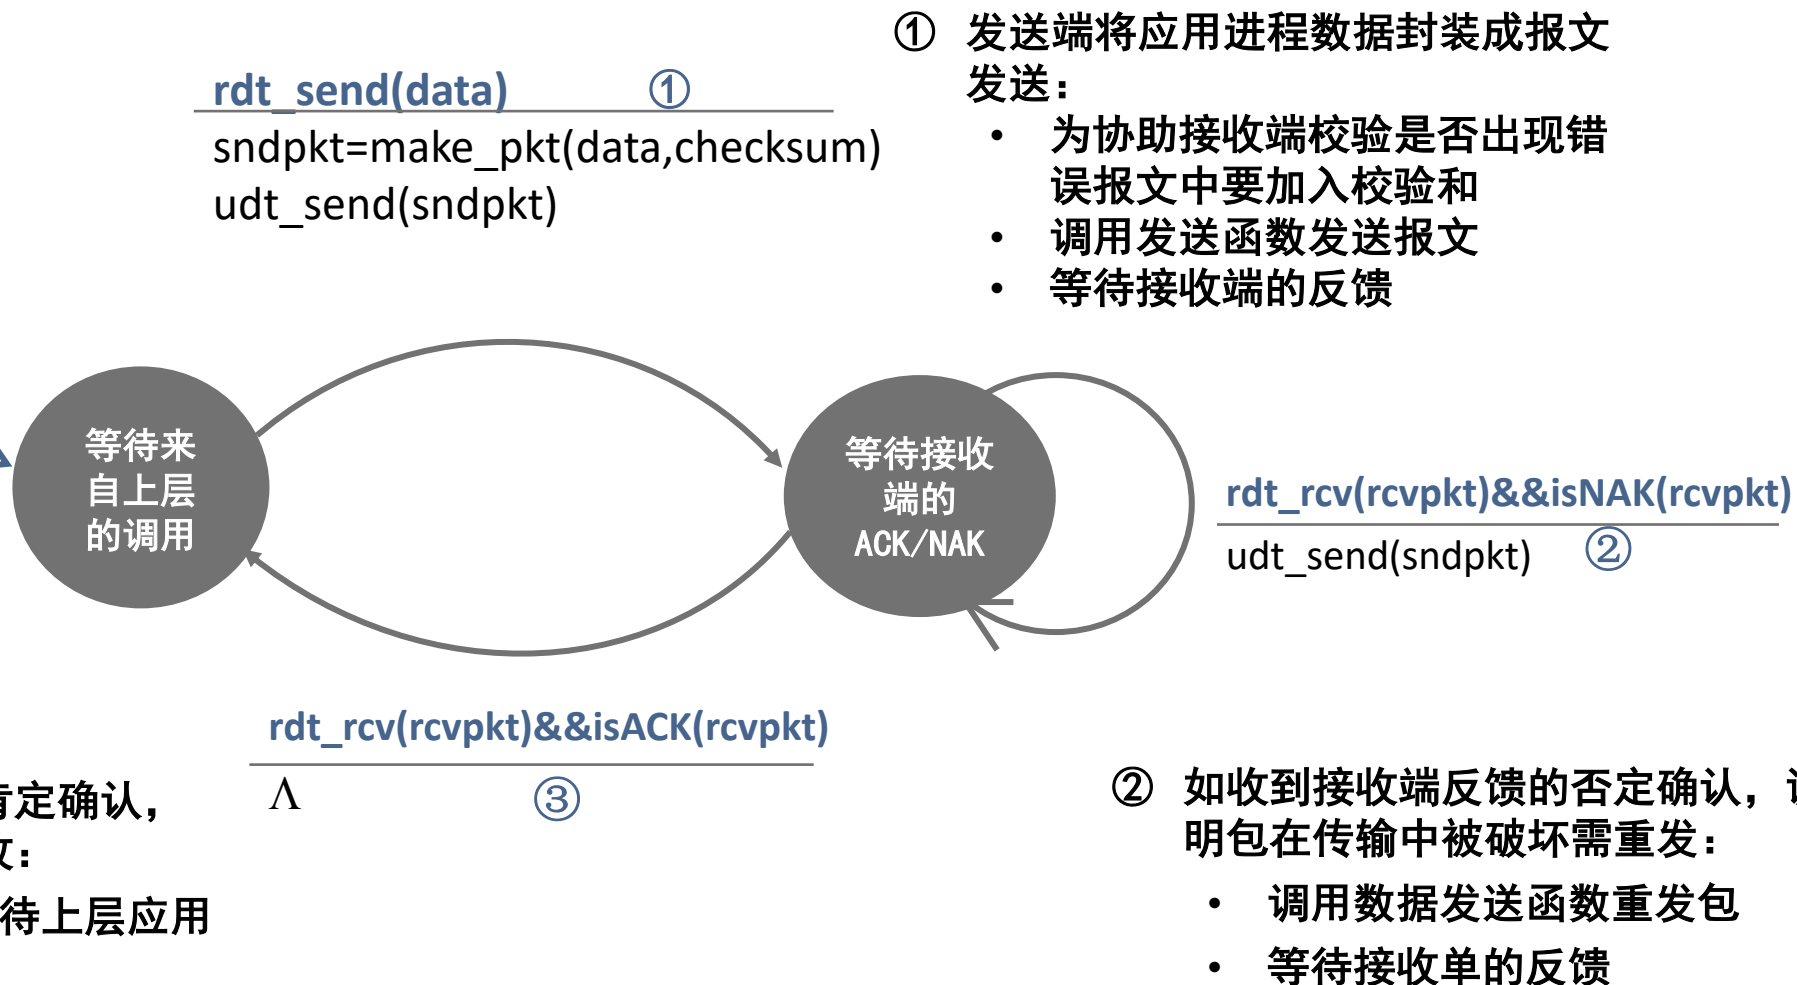 ① 发送端将应用进程数据封装成报文
发送：
• 为协助接收端校验是否出现错
误报文中要加入校验和
• 调用发送函数发送报文
• 等待接收端的反馈
rdt_send(data) ①
sndpkt=make_pkt(data,checksum)
udt_send(sndpkt)
等待来
自上层
的调用
等待接收
端的
ACK/NAK
rdt_rcv(rcvpkt)&&isNAK(rcvpkt)
udt_send(sndpkt) ②
rdt_rcv(rcvpkt)&&isACK(rcvpkt)
Λ ③
肯定确认，
：
待上层应用
② 如收到接收端反馈的否定确认，
明包在传输中被破坏需重发：
• 调用数据发送函数重发包
• 等待接收单的反馈